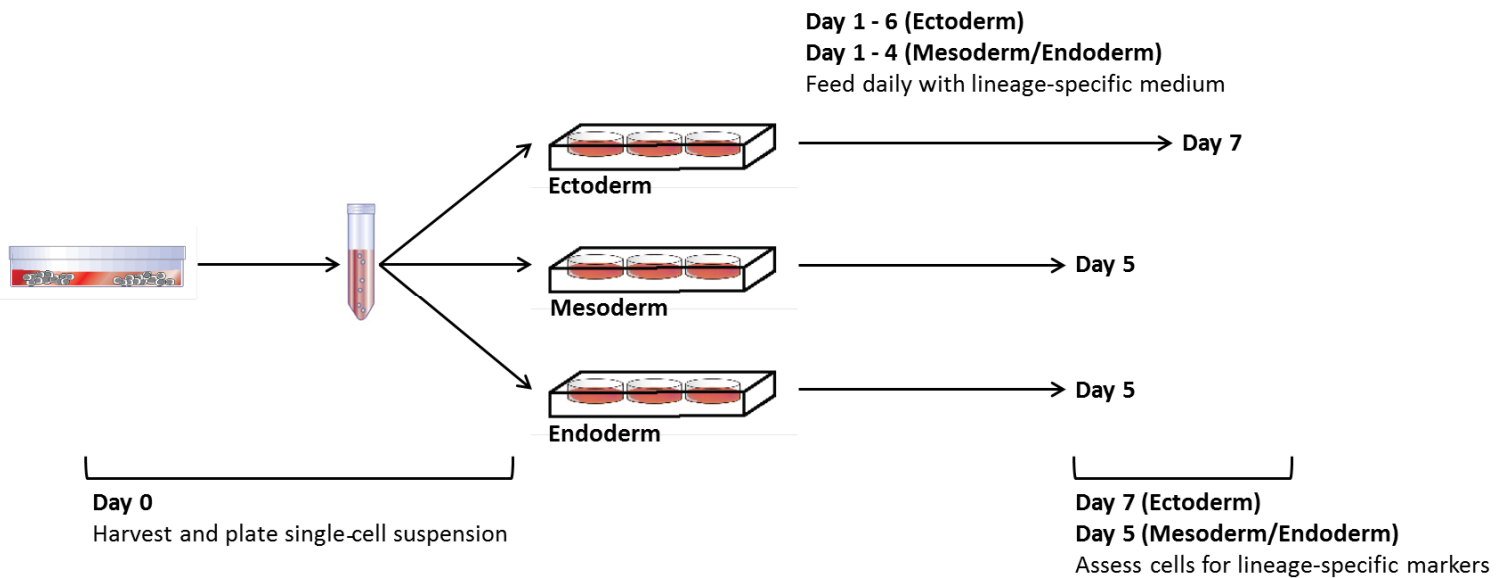 Day 1 - 6 (Ectoderm)
Day 1 - 4 (Mesoderm/Endoderm)
Feed daily with lineage-specific medium
Day 7
Ectoderm
Day 5
Mesoderm
Day 5
Endoderm
Day 0
Harvest and plate single-cell suspension
Day 7 (Ectoderm)
Day 5 (Mesoderm/Endoderm)
Assess cells for lineage-specific markers